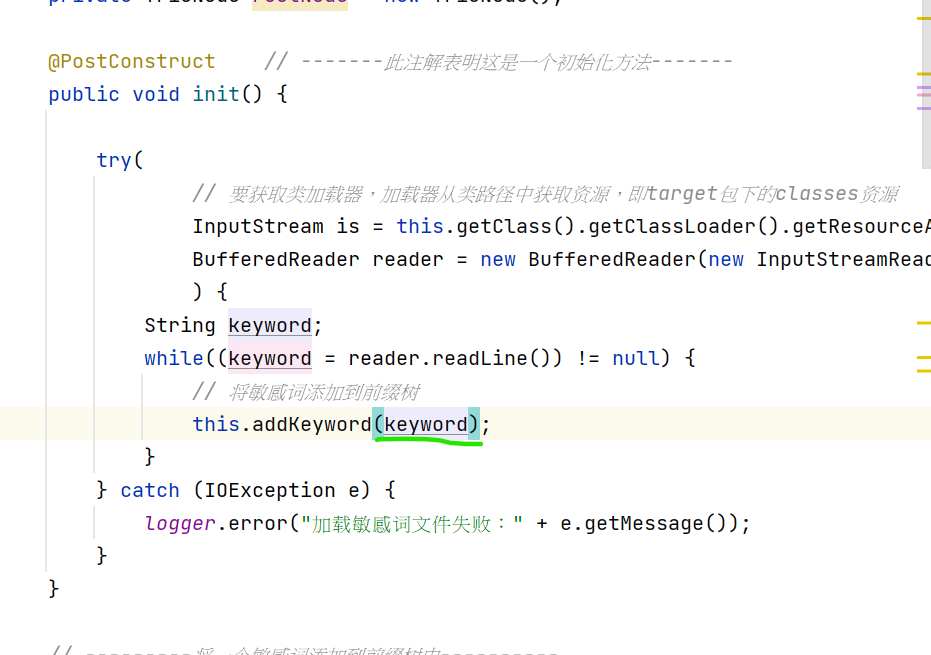 @PostConstruct    // -------此注解表明这是一个初始化方法-------
public void init() {
try(
// 要获取类加载器，加载器从类路径中获取资源，即target包下的classes资源
InputStream is = this.getClass().getClassLoader().getResourceA
BufferedReader reader = new BufferedReader(new InputStreamRead
) {
String keyword;
while((keyword = reader.readLine()) != null) {
// 将敏感词添加到前缀树
this.addKeyword(keyword);
}
} catch (IOException e) {
logger.error("加载敏感词文件失败：" + e.getMessage());
}
}